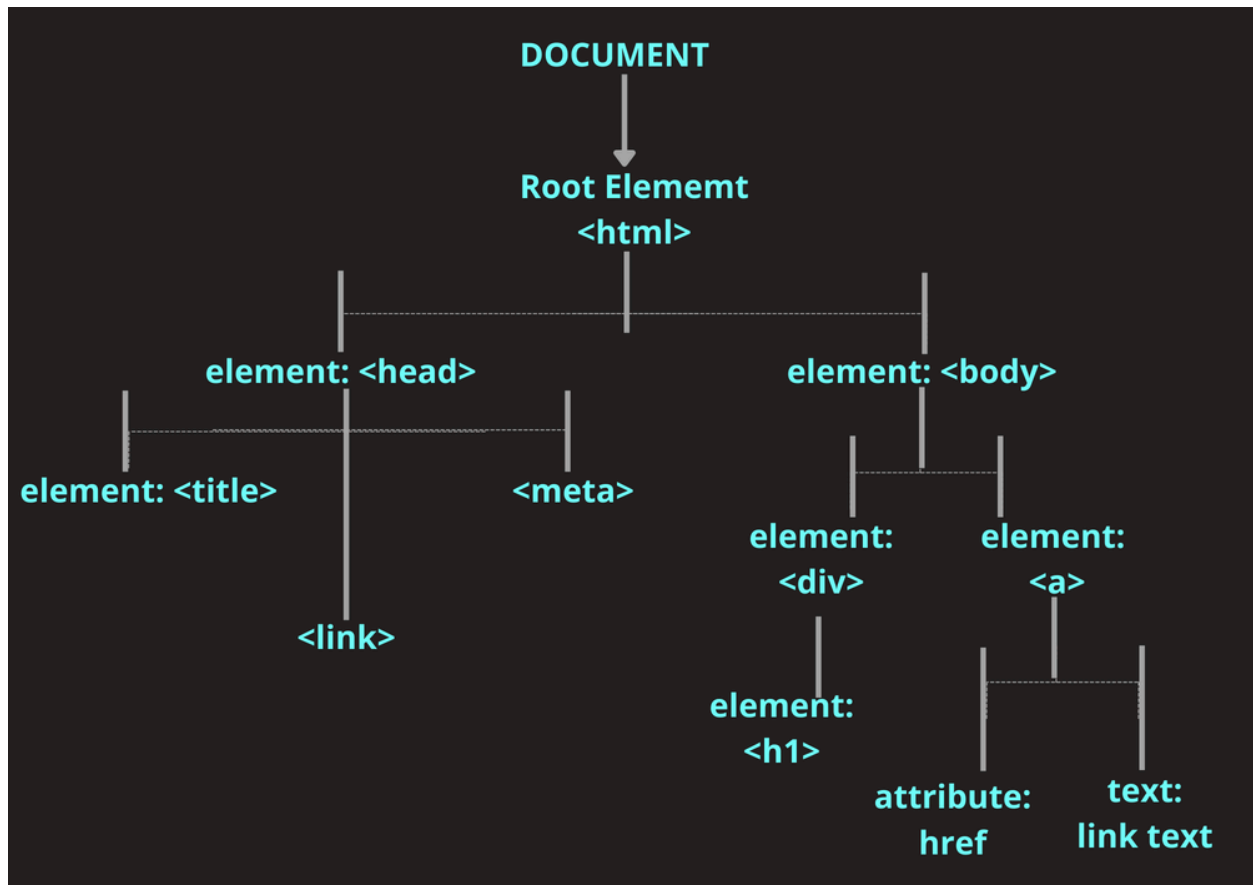 DOCUMENT
Root Elememt
<html>
element: <head>
element: <body>
element: <title>
<meta>
element:
<div>
element:
<a>
<link>
element:
<h1>
attribute:
href
text:
link text